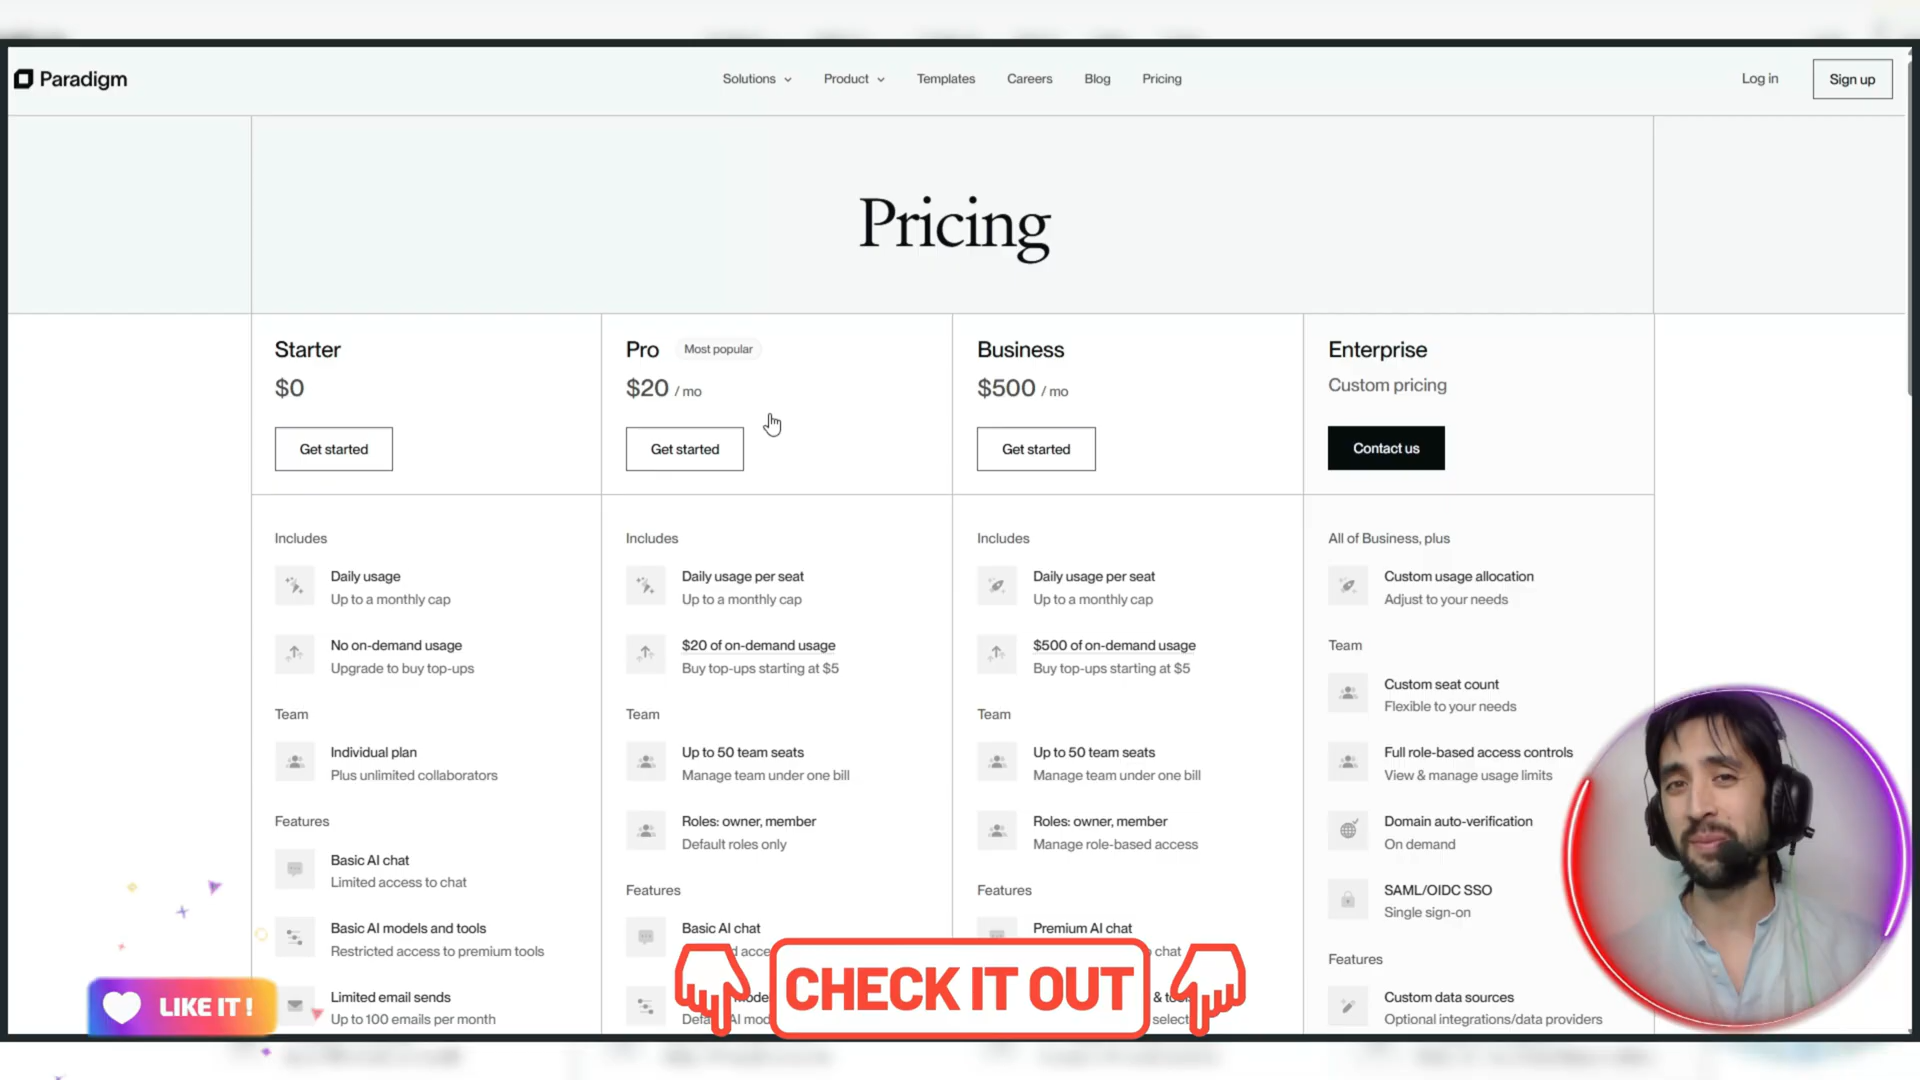 Paradigm
Solutions
Product
Templates
Careers
Blog
Pricing
Log in
Sign up
Pricing
Starter
$0
Get started
Includes
Daily usage
Up to a monthly cap
No on-demand usage
Upgrade to buy top-ups
Team
Individual plan
Plus unlimited collaborators
Features
Basic AI chat
Limited access to chat
Basic AI models and tools
Restricted access to premium tools
Limited email sends
Up to 100 emails per month
Pro
Most popular
$20 / mo
Get started
Includes
Daily usage per seat
Up to a monthly cap
$20 of on-demand usage
Buy top-ups starting at $5
Team
Up to 50 team seats
Manage team under one bill
Roles: owner, member
Default roles only
Features
Basic AI chat
Business
$500 / mo
Get started
Includes
Daily usage per seat
Up to a monthly cap
$500 of on-demand usage
Buy top-ups starting at $5
Team
Up to 50 team seats
Manage team under one bill
Roles: owner, member
Manage role-based access
Features
Premium AI chat
chat
Enterprise
Custom pricing
Contact us
All of Business, plus
Custom usage allocation
Adjust to your needs
Team
Custom seat count
Flexible to your needs
Full role-based access controls
View & manage usage limits
Domain auto-verification
On demand
SAML/OIDC SSO
Single sign-on
Features
Custom data sources
Optional integrations/data providers
LIKE IT !
CHECK IT OUT